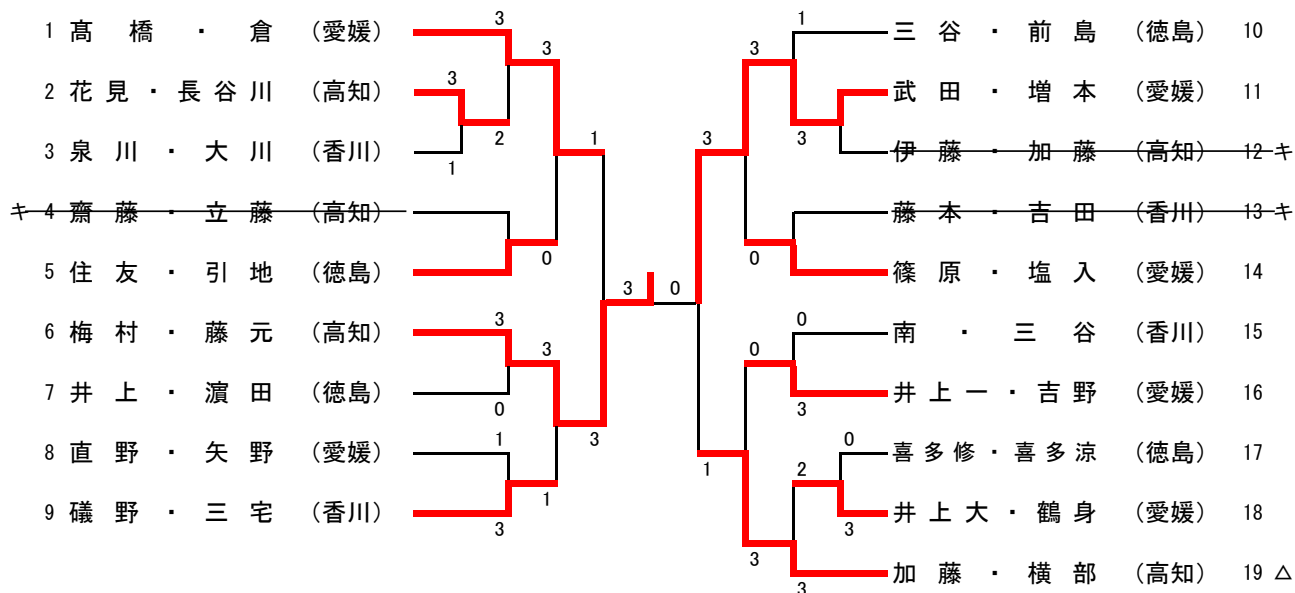 1 髙橋・倉 (愛媛)
2 花見・長谷川 (高知)
3 泉川・大川 (香川)
キ 4 齋藤・立藤 (高知)
5 住友・引地 (徳島)
6 梅村・藤元 (高知)
7 井上・濵田 (徳島)
8 直野・矢野 (愛媛)
9 礒野・三宅 (香川)
3
3
3
2
1
1
0
3
3
0
3
1
1
3
3 0
1
3
3
3
0
0
0
3
0
2
3
1
3
3
三谷・前島 (徳島) 10
武田・増本 (愛媛) 11
伊藤・加藤 (高知) 12 キ
藤本・吉田 (香川) 13 キ
篠原・塩入 (愛媛) 14
南・三谷 (香川) 15
井上一・吉野 (愛媛) 16
喜多修・喜多涼 (徳島) 17
井上大・鶴身 (愛媛) 18
加藤・横部 (高知) 19 △